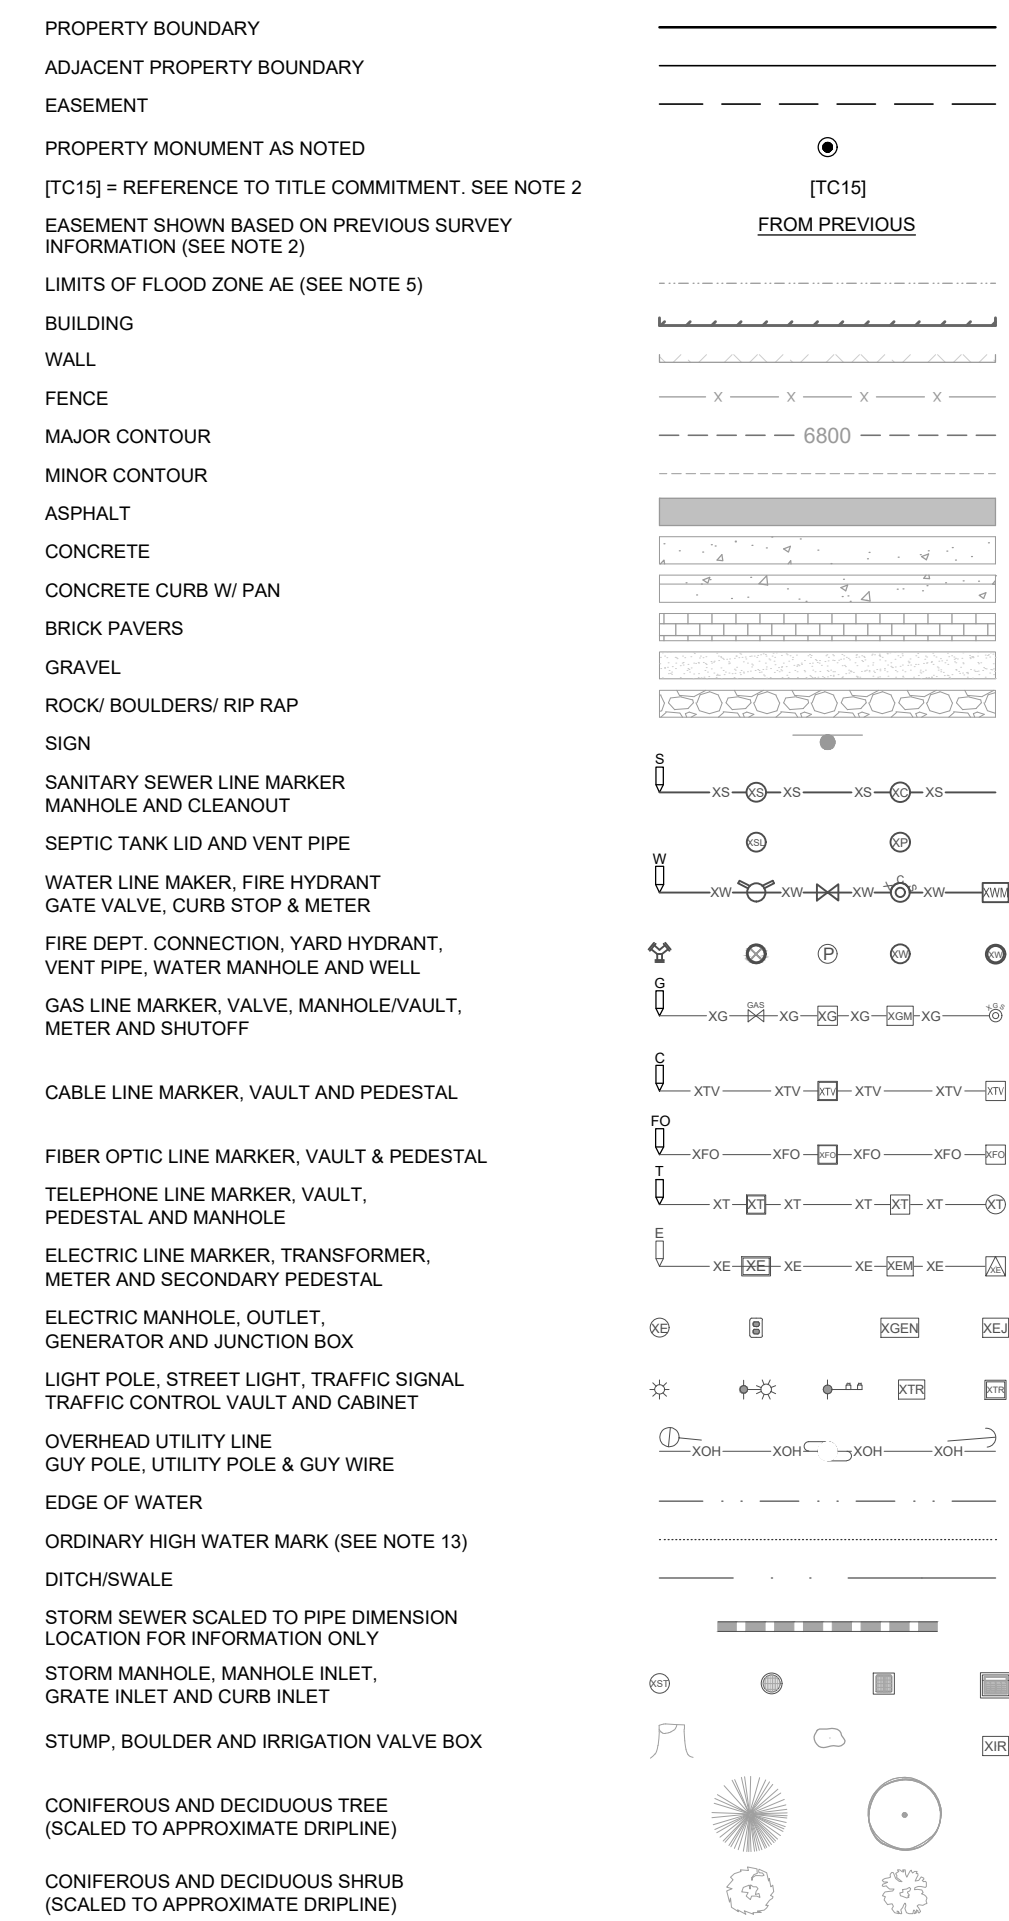 PROPERTY BOUNDARY
ADJACENT PROPERTY BOUNDARY
EASEMENT
PROPERTY MONUMENT AS NOTED
[TC15] = REFERENCE TO TITLE COMMITMENT. SEE NOTE 2 [TC15]
EASEMENT SHOWN BASED ON PREVIOUS SURVEY
INFORMATION (SEE NOTE 2)
FROM PREVIOUS
LIMITS OF FLOOD ZONE AE (SEE NOTE 5)
BUILDING
WALL
FENCE X X X X
MAJOR CONTOUR 6800
MINOR CONTOUR
ASPHALT
CONCRETE
CONCRETE CURB W/ PAN
BRICK PAVERS
GRAVEL
ROCK/ BOULDERS/ RIP RAP
SIGN
SANITARY SEWER LINE MARKER
MANHOLE AND CLEANOUT
S
XS XS XS XS XC XS
SEPTIC TANK LID AND VENT PIPE XSL XP
WATER LINE MAKER, FIRE HYDRANT
GATE VALVE, CURB STOP & METER
W
XW XW XW XCS XW XWM
FIRE DEPT. CONNECTION, YARD HYDRANT,
VENT PIPE, WATER MANHOLE AND WELL
P XW XW
GAS LINE MARKER, VALVE, MANHOLE/VAULT,
METER AND SHUTOFF
G
XG GAS XG XG XG XGM XG XGS
CABLE LINE MARKER, VAULT AND PEDESTAL
C
XTV XTV XTV XTV XTV XTV
FIBER OPTIC LINE MARKER, VAULT & PEDESTAL
FO
XFO XFO XFO XFO XFO XFO
TELEPHONE LINE MARKER, VAULT,
PEDESTAL AND MANHOLE
T
XT XT XT XT XT XT XT
ELECTRIC LINE MARKER, TRANSFORMER,
METER AND SECONDARY PEDESTAL
E
XE XE XE XE XEM XE XE
ELECTRIC MANHOLE, OUTLET,
GENERATOR AND JUNCTION BOX
XE XGEN XEJ
LIGHT POLE, STREET LIGHT, TRAFFIC SIGNAL
TRAFFIC CONTROL VAULT AND CABINET
XTR XTR
OVERHEAD UTILITY LINE
GUY POLE, UTILITY POLE & GUY WIRE
XOH XOH XOH XOH
EDGE OF WATER
ORDINARY HIGH WATER MARK (SEE NOTE 13)
DITCH/SWALE
STORM SEWER SCALED TO PIPE DIMENSION
LOCATION FOR INFORMATION ONLY
STORM MANHOLE, MANHOLE INLET,
GRATE INLET AND CURB INLET
XST
STUMP, BOULDER AND IRRIGATION VALVE BOX XIR
CONIFEROUS AND DECIDUOUS TREE
(SCALED TO APPROXIMATE DRIPLINE)
CONIFEROUS AND DECIDUOUS SHRUB
(SCALED TO APPROXIMATE DRIPLINE)